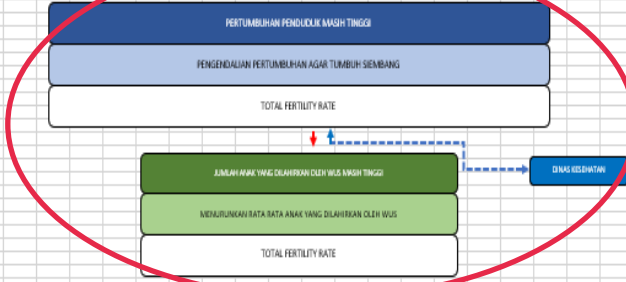 PERTUMBUHAN PENDUDUK MASIH TINGGI
PENGENDALIAN PERTUMBUHAN AGAR TUMBUH SIEMBANG
TOTAL FERTILITY RATE
JUMLAH ANAK YANG DILAHIRKAN OLEH WUS MASIH TINGGI
DINAS KESEHATAN
MENURUNKAN RATA RATA ANAK YANG DILAHIRKAN OLEH WUS
TOTAL FERTILITY RATE